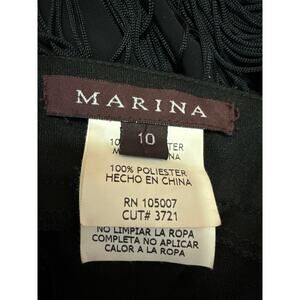 MARINA
10
100% POLIESTER
HECHO EN CHINA
RN 105007
CUT# 3721
NO LIMPIAR LA ROPA
COMPLETA NO APLICAR
CALOR A LA ROPA